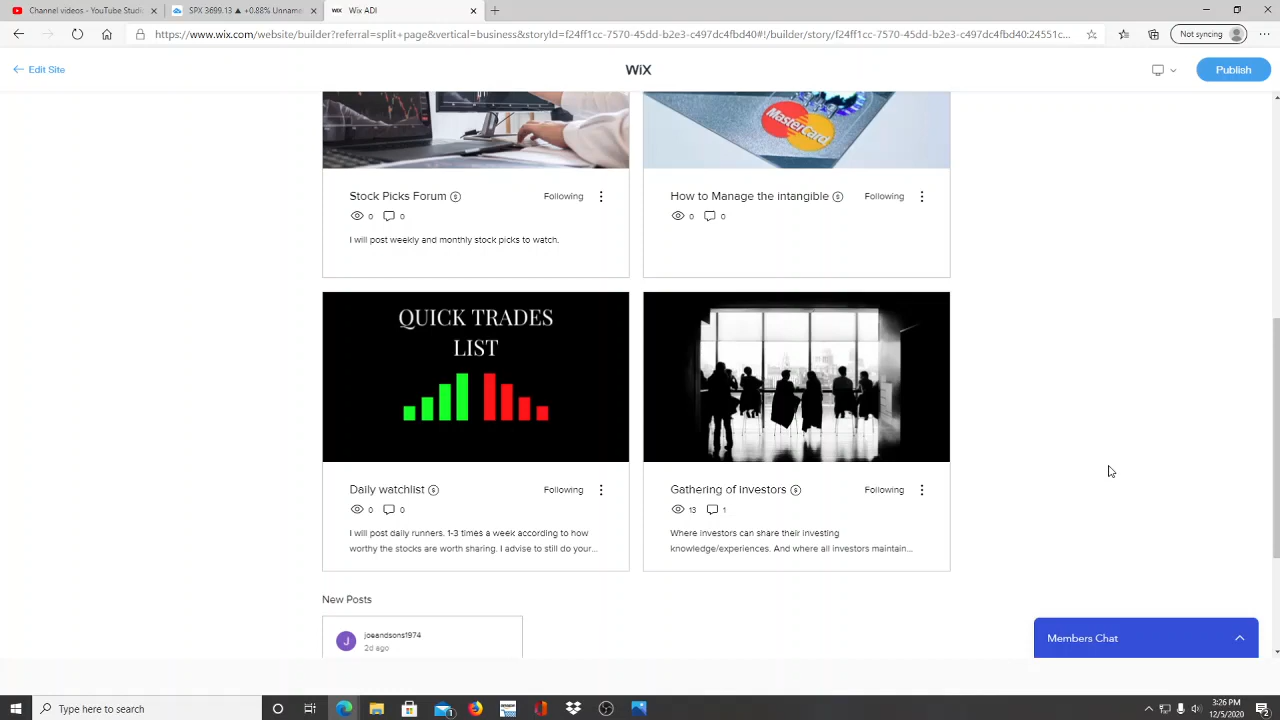 Channel videos - YouTube Studio
SPX 3699.13 ▲ +0.88% Unname
WIX Wix ADI
https://www.wix.com/website/builder?referral=split+page&vertical=business&storyId=f24ff1cc-7570-45dd-b2e3-c497dc4fbd40#!/builder/story/f24ff1cc-7570-45dd-b2e3-c497dc4fbd40:24551c...
Not syncing
Edit Site
WiX
Publish
MasterCard
Stock Picks Forum
Following
0 0
I will post weekly and monthly stock picks to watch.
How to Manage the intangible
Following
0 0
QUICK TRADES
LIST
Daily watchlist
Following
0 0
I will post daily runners. 1-3 times a week according to how
worthy the stocks are worth sharing. I advise to still do your...
Gathering of investors
Following
13 1
Where investors can share their investing
knowledge/experiences. And where all investors maintain...
New Posts
J
joeandsons1974
2d ago
Members Chat
Type here to search
3:26 PM
12/5/2020